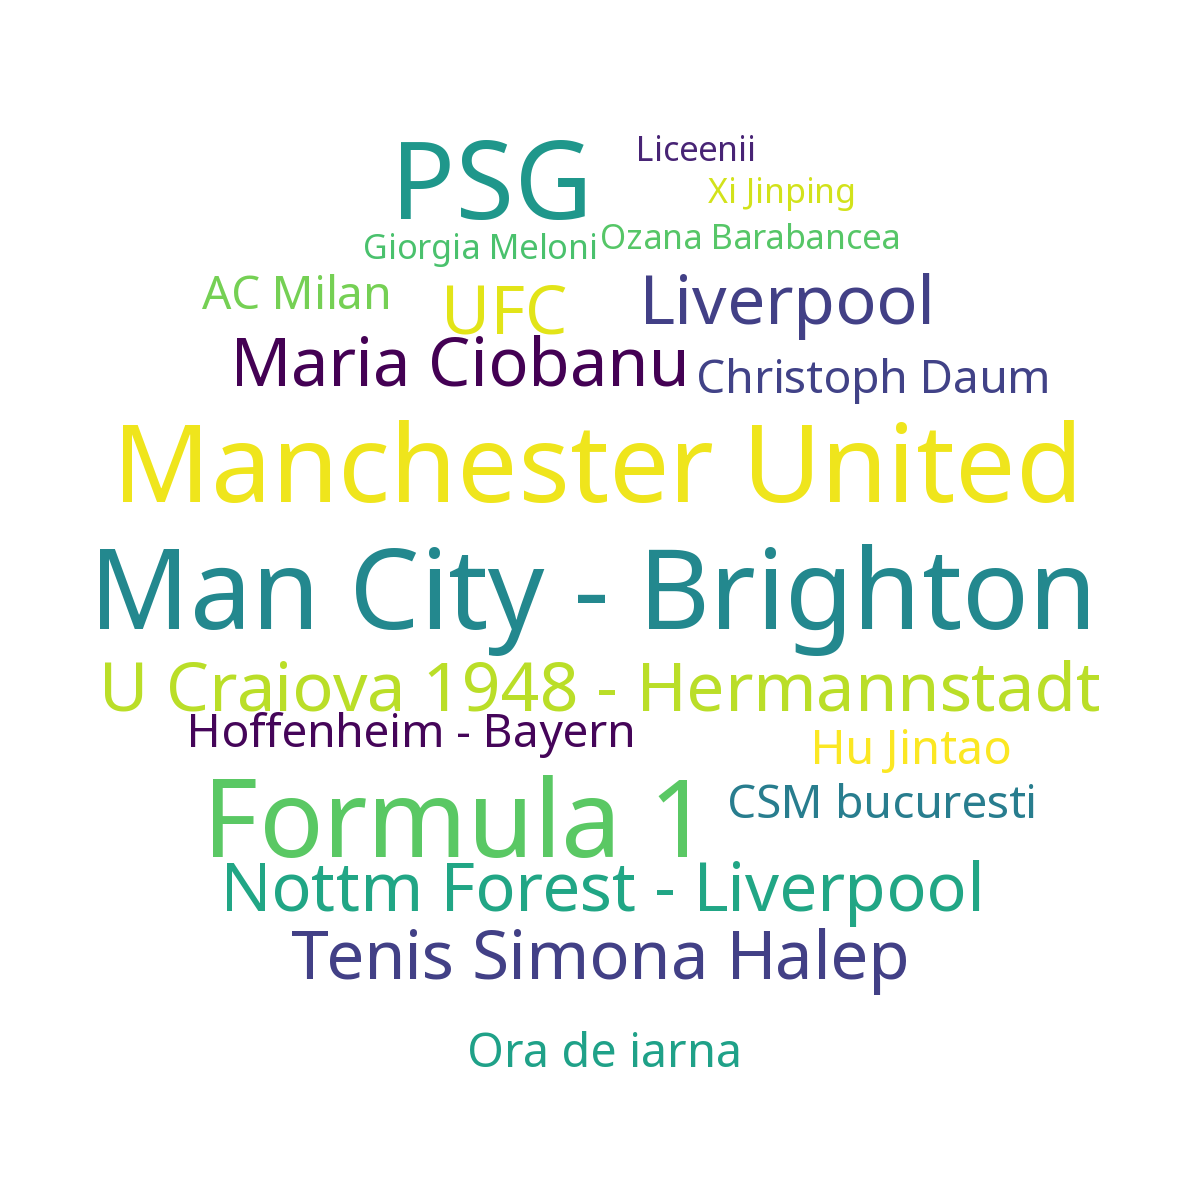 PSG
Liceenii
Xi Jinping
Giorgia Meloni
Ozana Barabancea
AC Milan
UFC
Liverpool
Maria Ciobanu
Christoph Daum
Manchester United
Man City - Brighton
U Craiova 1948 - Hermannstadt
Hoffenheim - Bayern
Hu Jintao
Formula 1
CSM bucuresti
Nottm Forest - Liverpool
Tenis Simona Halep
Ora de iarna